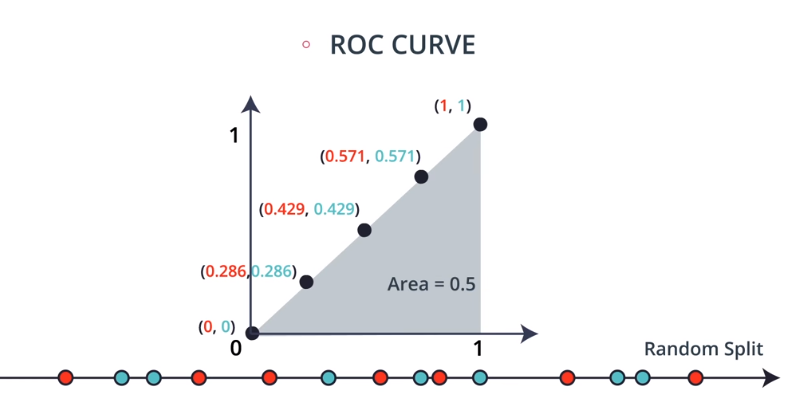 ROC CURVE
(1, 1)
1
(0.571, 0.571)
(0.429, 0.429)
(0.286,0.286)
Area = 0.5
(0, 0)
0
1
Random Split